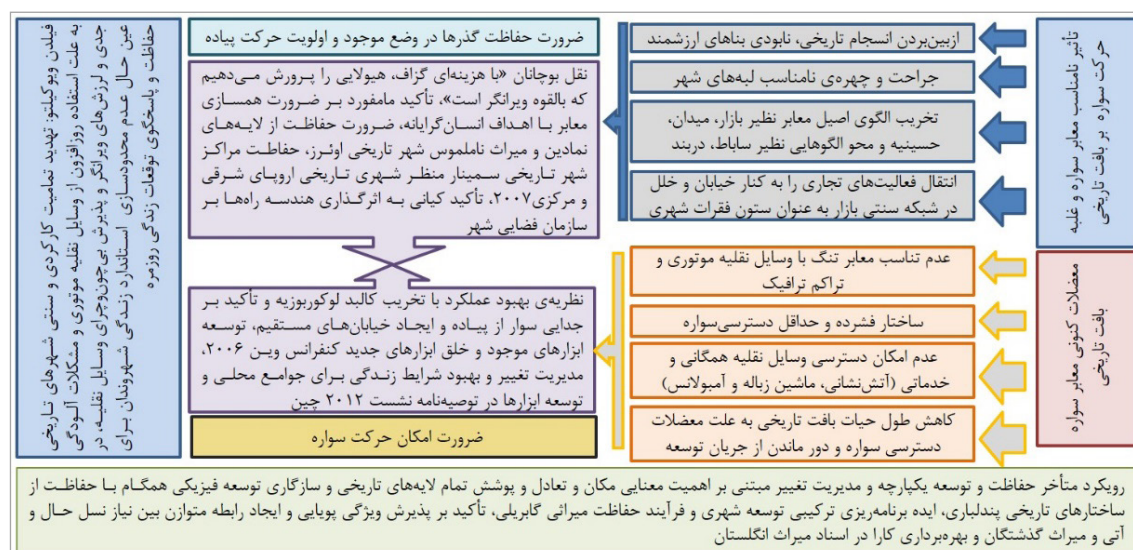 تأثیر نامناسب معابر سواره و غلبه
حرکت سواره بر بافت تاریخی
ازبین‌بردن انسجام تاریخی، نابودی بناهای ارزشمند
جراحت و چهره‌ی نامناسب لبه‌های شهر
تخریب الگوی اصیل معابر نظیر بازار، میدان،
حسینیه و محو الگوهایی نظیر ساباط، دربند
انتقال فعالیت‌های تجاری را به کنار خیابان و خلل
در شبکه سنتی بازار به عنوان ستون فقرات شهری
معضلات کنونی معابر سواره
بافت تاریخی
عدم تناسب معابر تنگ با وسایل نقلیه موتوری و
تراکم ترافیک
ساختار فشرده و حداقل دسترسی‌سواره
عدم امکان دسترسی وسایل نقلیه همگانی و
خدماتی (آتش‌نشانی، ماشین زباله و آمبولانس)
کاهش طول حیات بافت تاریخی به علت معضلات
دسترسی سواره و دور ماندن از جریان توسعه
ضرورت حفاظت گذرها در وضع موجود و اولویت حرکت پیاده
نقل بوچانان «با هزینه‌ای گزاف، هیولایی را پرورش می‌دهیم
که بالقوه ویرانگر است»، تأکید مامفورد بر ضرورت همسازی
معابر با اهداف انسان‌گرایانه، ضرورت حفاظت از لایه‌های
نمادین و میراث ناملموس شهر تاریخی اوئرز، حفاظت مراکز
شهر تاریخی سمینار منظر شهری تاریخی اروپای شرقی
و مرکزی۲۰۰۷، تأکید کیانی به اثرگذاری هندسه راه‌ها بر
سازمان فضایی شهر
نظریه‌ی بهبود عملکرد با تخریب کالبد لوکوربوزیه و تأکید بر
جدایی سوار از پیاده و ایجاد خیابان‌های مستقیم، توسعه
ابزارهای موجود و خلق ابزارهای جدید کنفرانس وین ۲۰۰۶،
مدیریت تغییر و بهبود شرایط زندگی برای جوامع محلی و
توسعه ابزارها در توصیه‌نامه نشست ۲۰۱۲ چین
ضرورت امکان حرکت سواره
فیلدن ویوکیلتو: تهدید تمامیت کارکردی و سنتی شهرهای تاریخی
به علت استفاده روزافزون از وسایل نقلیه موتوری و مشکلات آلودگی
جدی و لرزش‌های ویرانگر و پذیرش بی‌چون‌وچرای وسایل نقلیه، در
عین حال عدم محدودسازی استاندارد زندگی شهروندان برای
حفاظت و پاسخگوی توقعات زندگی روزمره
رویکرد متأخر حفاظت و توسعه یکپارچه و مدیریت تغییر مبتنی بر اهمیت معنایی مکان و تعادل و پوشش تمام لایه‌های تاریخی و سازگاری توسعه فیزیکی همگام با حفاظت از
ساختارهای تاریخی پندلباری، ایده برنامه‌ریزی ترکیبی توسعه شهری و فرآیند حفاظت میراثی گابریلی، تأکید بر پذیرش ویژگی پویایی و ایجاد رابطه متوازن بین نیاز نسل حال و
آتی و میراث گذشتگان و بهره‌برداری کارا در اسناد میراث انگلستان